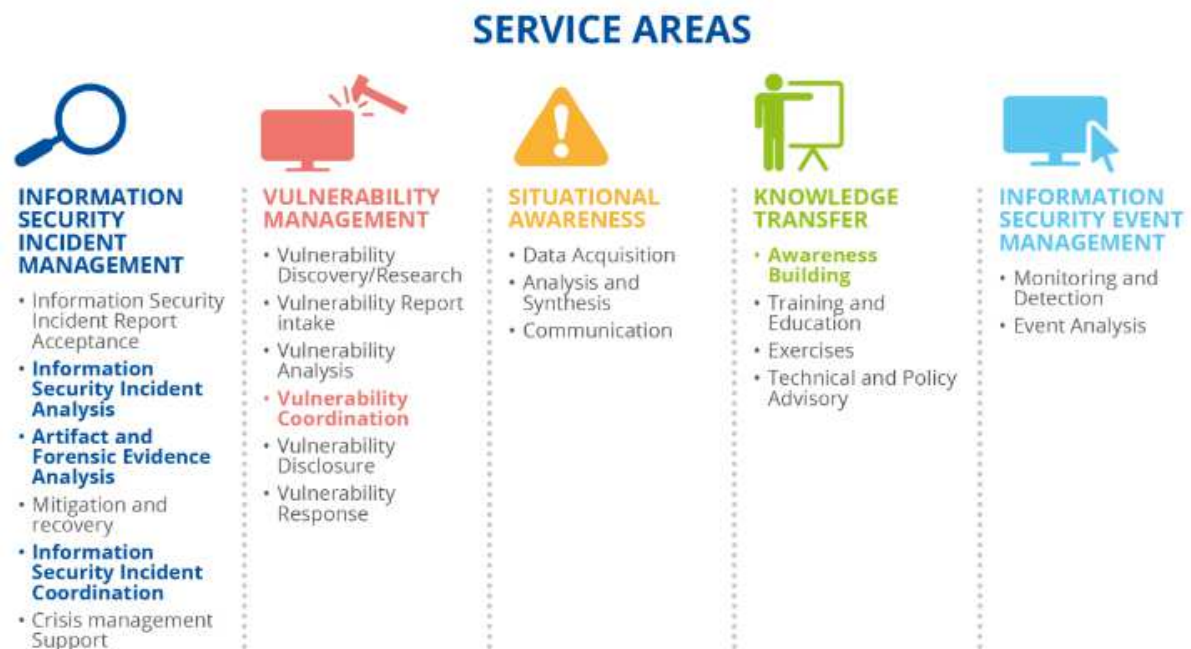 SERVICE AREAS
INFORMATION
SECURITY
INCIDENT
MANAGEMENT
• Information Security
Incident Report
Acceptance
• Information
Security Incident
Analysis
• Artifact and
Forensic Evidence
Analysis
• Mitigation and
recovery
• Information
Security Incident
Coordination
• Crisis management
Support
VULNERABILITY
MANAGEMENT
• Vulnerability
Discovery/Research
• Vulnerability Report
intake
• Vulnerability
Analysis
• Vulnerability
Coordination
• Vulnerability
Disclosure
• Vulnerability
Response
SITUATIONAL
AWARENESS
• Data Acquisition
• Analysis and
Synthesis
• Communication
KNOWLEDGE
TRANSFER
• Awareness
Building
• Training and
Education
• Exercises
• Technical and Policy
Advisory
INFORMATION
SECURITY EVENT
MANAGEMENT
• Monitoring and
Detection
• Event Analysis